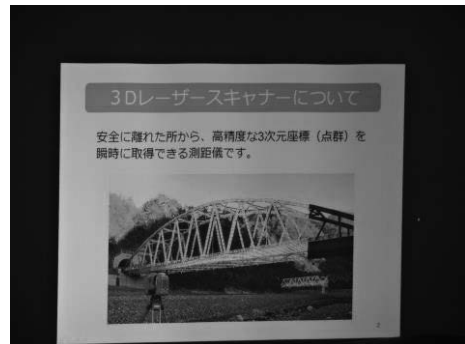 3Dレーザースキャナーについて
安全に離れた所から、高精度な3次元座標（点群）を
瞬時に取得できる測距儀です。
2